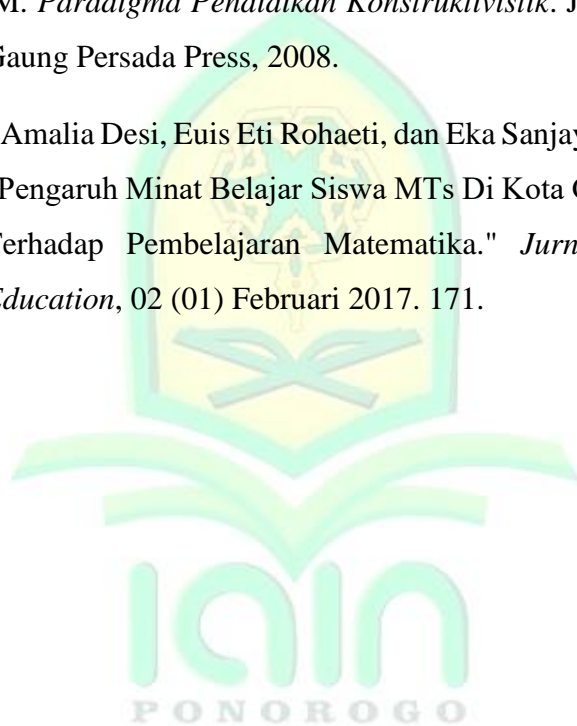 M. Paradigma Pendidikan Konstruktivistik. J
Gaung Persada Press, 2008.
Amalia Desi, Euis Eti Rohaeti, dan Eka Sanjay
Pengaruh Minat Belajar Siswa MTs Di Kota
Terhadap Pembelajaran Matematika." Jurn
Education, 02 (01) Februari 2017. 171.
iain
PONOROGO